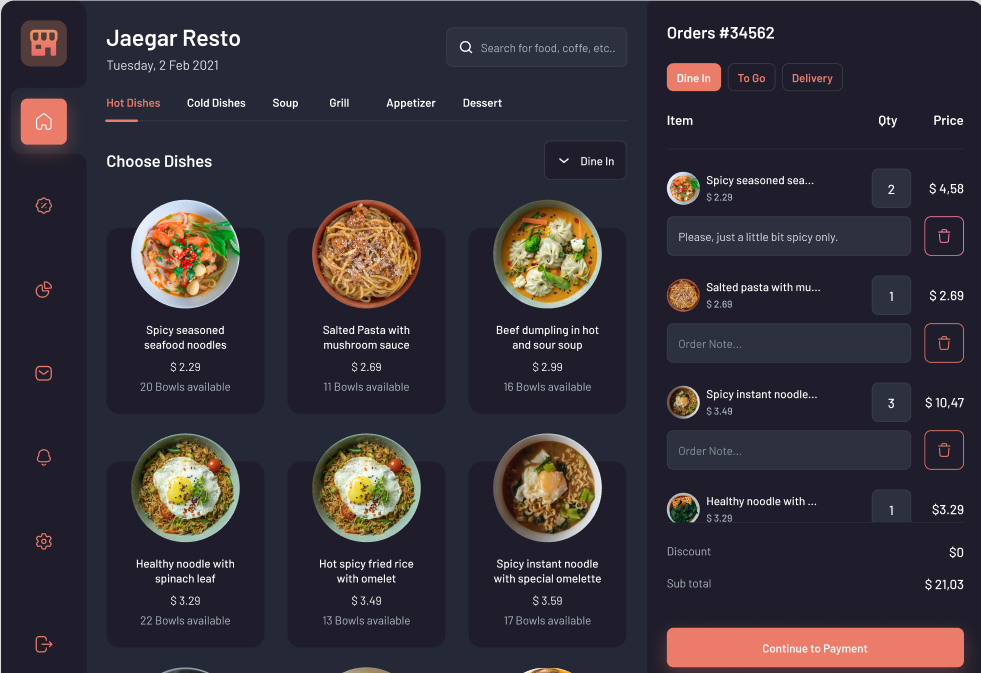 Jaegar Resto
Tuesday, 2 Feb 2021
Search for food, coffe, etc..
Hot Dishes Cold Dishes Soup Grill Appetizer Dessert
Choose Dishes
Dine In
Spicy seasoned
seafood noodles
$ 2.29
20 Bowls available
Salted Pasta with
mushroom sauce
$ 2.69
11 Bowls available
Beef dumpling in hot
and sour soup
$ 2.99
16 Bowls available
Healthy noodle with
spinach leaf
$ 3.29
22 Bowls available
Hot spicy fried rice
with omelet
$ 3.49
13 Bowls available
Spicy instant noodle
with special omelette
$ 3.59
17 Bowls available
Orders #34562
Dine In To Go Delivery
Item Qty Price
Spicy seasoned sea...
$ 2.29
2 $ 4,58
Please, just a little bit spicy only.
Salted pasta with mu...
$ 2.69
1 $ 2.69
Order Note...
Spicy instant noodle...
$ 3.49
3 $ 10,47
Order Note...
Healthy noodle with ...
$ 3.29
1 $3.29
Discount $0
Sub total $ 21,03
Continue to Payment